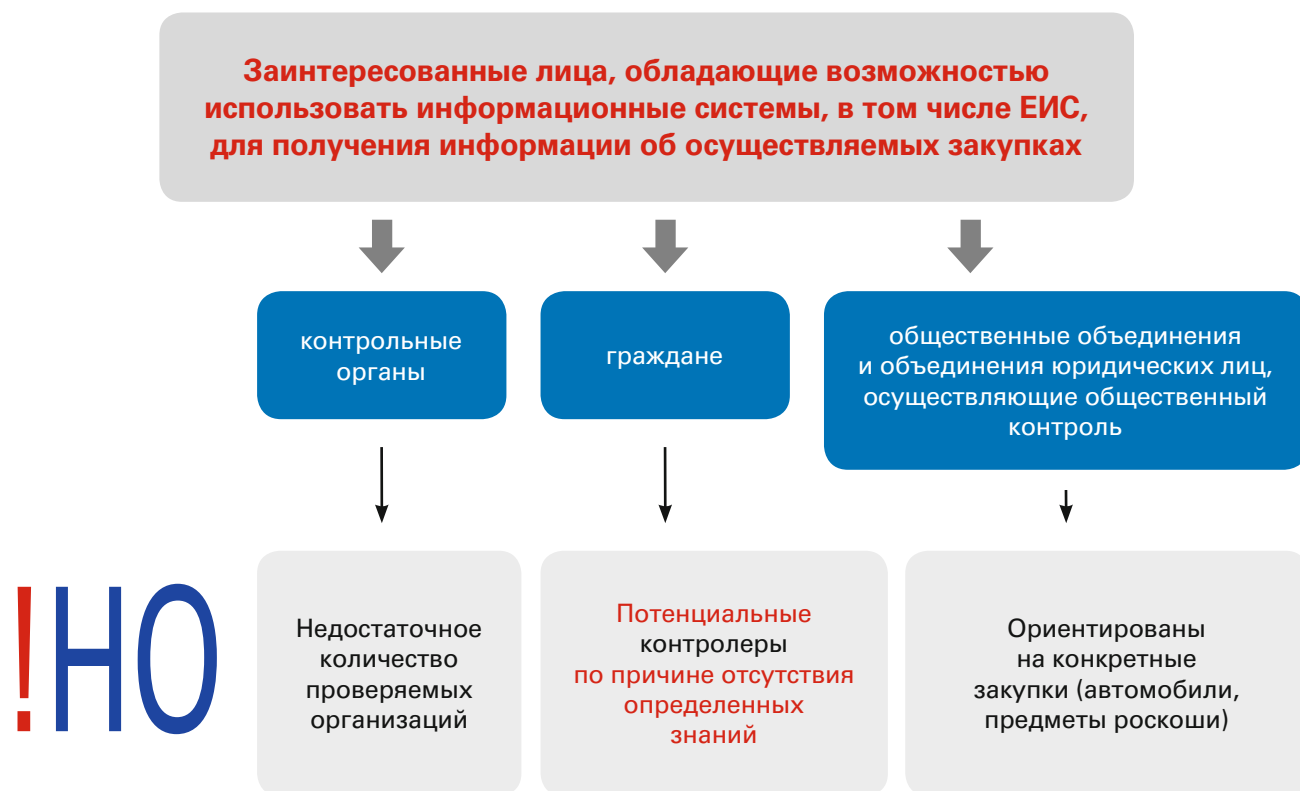 Заинтересованные лица, обладающие возможностью
использовать информационные системы, в том числе ЕИС,
для получения информации об осуществляемых закупках
контрольные
органы
граждане
общественные объединения
и объединения юридических лиц,
осуществляющие общественный
контроль
!НО
Недостаточное
количество
проверяемых
организаций
Потенциальные
контролеры
по причине отсутствия
определенных
знаний
Ориентированы
на конкретные
закупки (автомобили,
предметы роскоши)